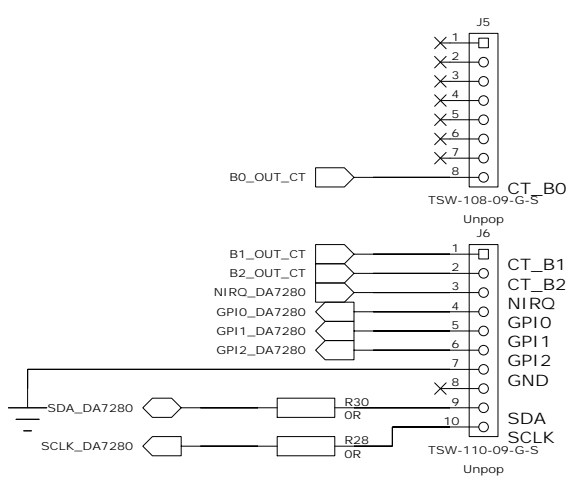 J5
1
2
3
4
5
6
7
B0_OUT_CT 8
CT_B0
TSW-108-09-G-S
Unpop
J6
B1_OUT_CT 1
CT_B1
B2_OUT_CT 2
CT_B2
NIRQ_DA7280 3
NIRQ
GPI0_DA7280 4
GPI0
GPI1_DA7280 5
GPI1
GPI2_DA7280 6
GPI2
7
GND
8
SDA_DA7280 R30 9
0R
SDA
SCLK_DA7280 R28 10
0R
SCLK
TSW-110-09-G-S
Unpop